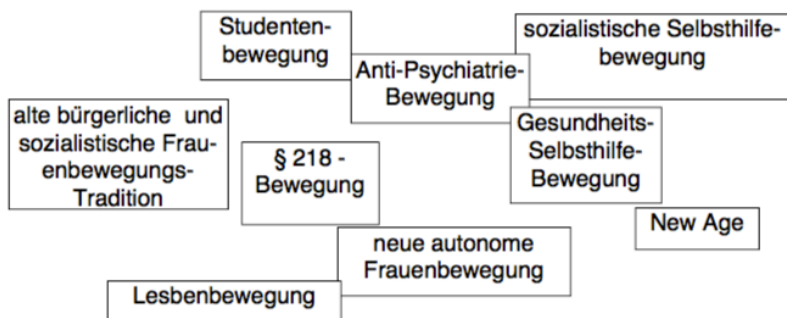 Studenten-
bewegung
sozialistische Selbsthilfe-
bewegung
Anti-Psychiatrie-
Bewegung
alte bürgerliche und
sozialistische Frau-
enbewegungs-
Tradition
Gesundheits-
Selbsthilfe-
Bewegung
§ 218 -
Bewegung
New Age
neue autonome
Frauenbewegung
Lesbenbewegung